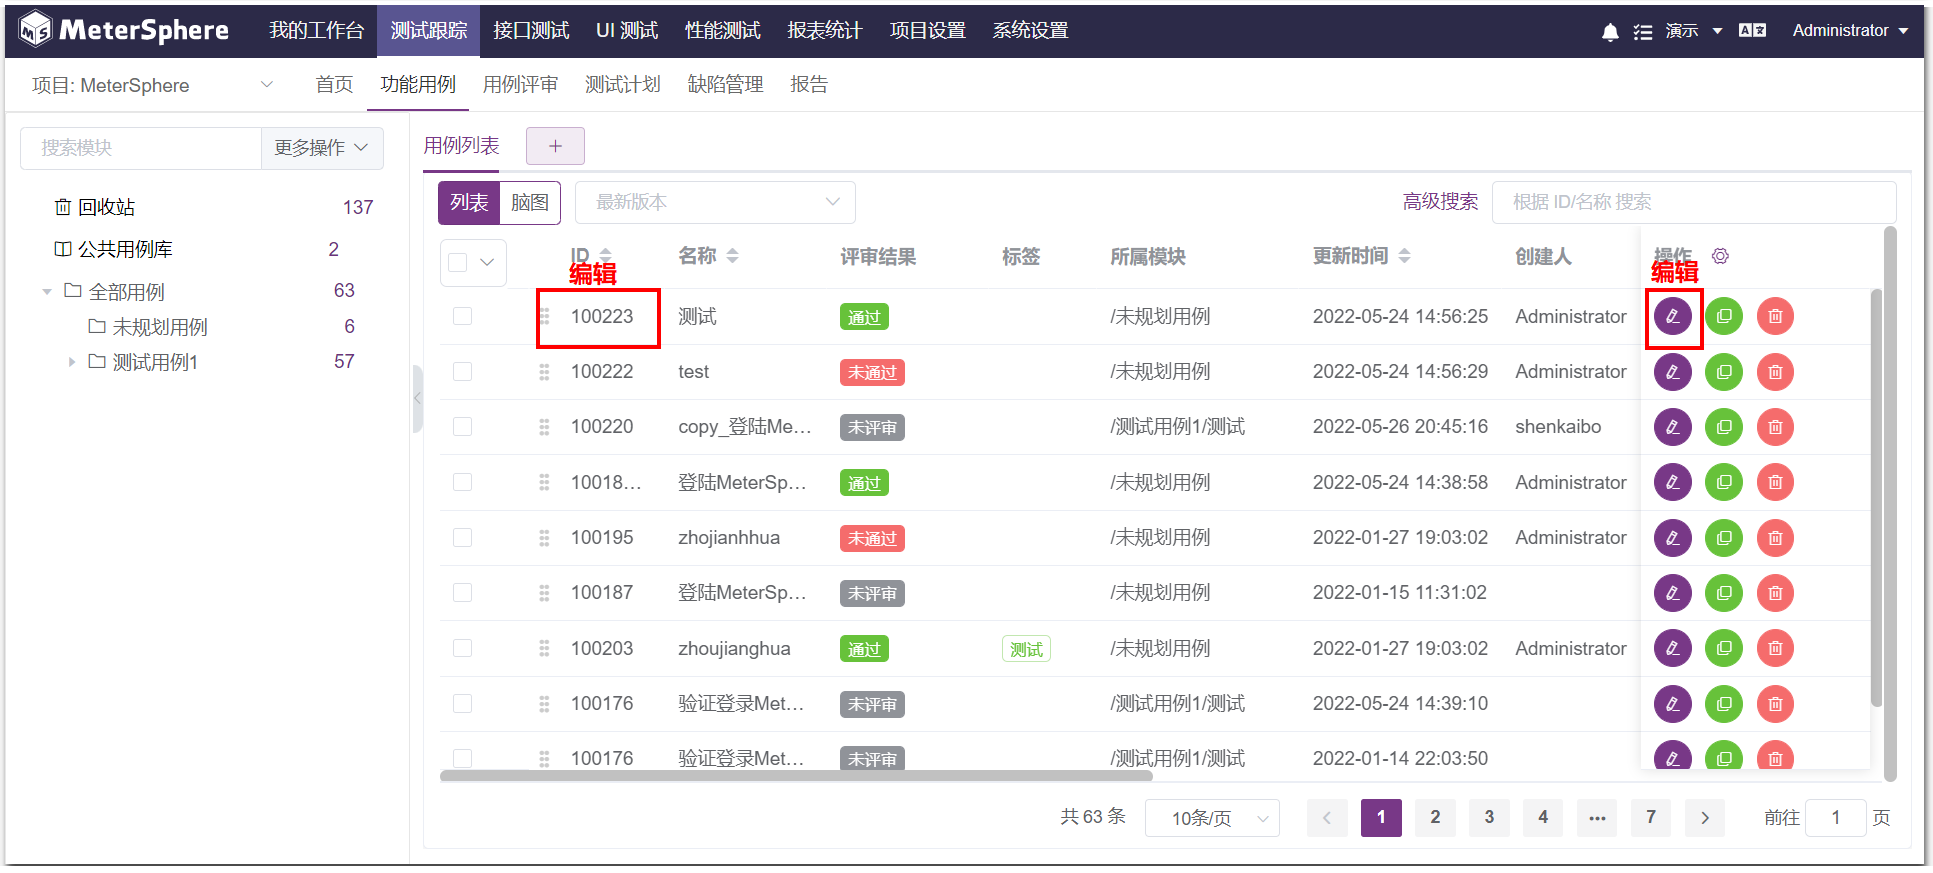 MeterSphere 我的工作台 测试跟踪 接口测试 UI 测试 性能测试 报表统计 项目设置 系统设置 演示 Administrator
项目: MeterSphere 首页 功能用例 用例评审 测试计划 缺陷管理 报告
搜索模块 更多操作
回收站 137
公共用例库 2
全部用例 63
未规划用例 6
测试用例1 57
用例列表 +
列表 脑图 最新版本 高级搜索 根据 ID/名称 搜索
ID 名称 评审结果 标签 所属模块 更新时间 创建人 操作
编辑 编辑
100223 测试 通过 /未规划用例 2022-05-24 14:56:25 Administrator
100222 test 未通过 /未规划用例 2022-05-24 14:56:29 Administrator
100220 copy_登陆Me... 未评审 /测试用例1/测试 2022-05-26 20:45:16 shenkaibo
10018... 登陆MeterSp... 通过 /未规划用例 2022-05-24 14:38:58 Administrator
100195 zhojianhhua 未通过 /未规划用例 2022-01-27 19:03:02 Administrator
100187 登陆MeterSp... 未评审 /未规划用例 2022-01-15 11:31:02
100203 zhoujianghua 通过 测试 /未规划用例 2022-01-27 19:03:02 Administrator
100176 验证登录Met... 未评审 /测试用例1/测试 2022-05-24 14:39:10
100176 验证登录Met... 未评审 /测试用例1/测试 2022-01-14 22:03:50
共 63 条 10条/页 1 2 3 4 ... 7 前往 1 页